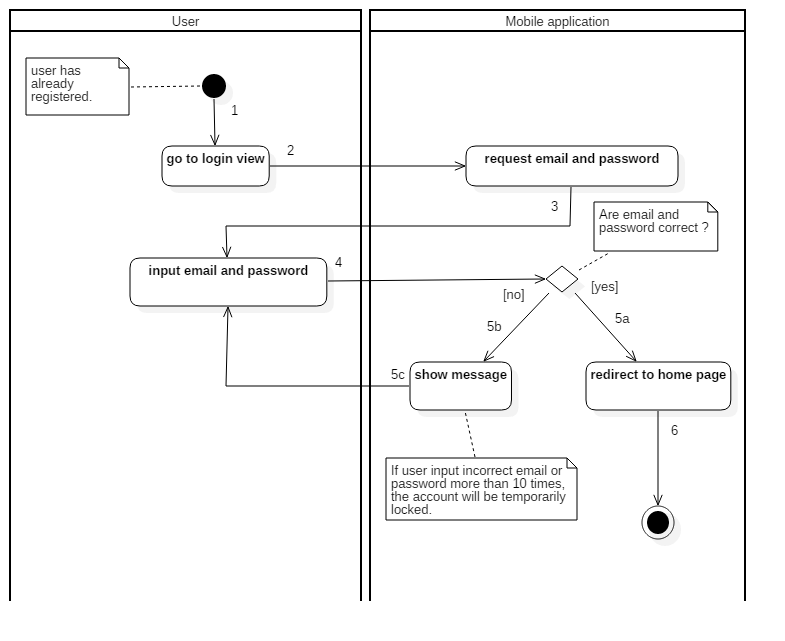 User
Mobile application
user has
already
registered.
1
go to login view
2
request email and password
3
Are email and
password correct ?
input email and password
4
[no]
[yes]
5b
5a
5c
show message
redirect to home page
6
If user input incorrect email or
password more than 10 times,
the account will be temporarily
locked.